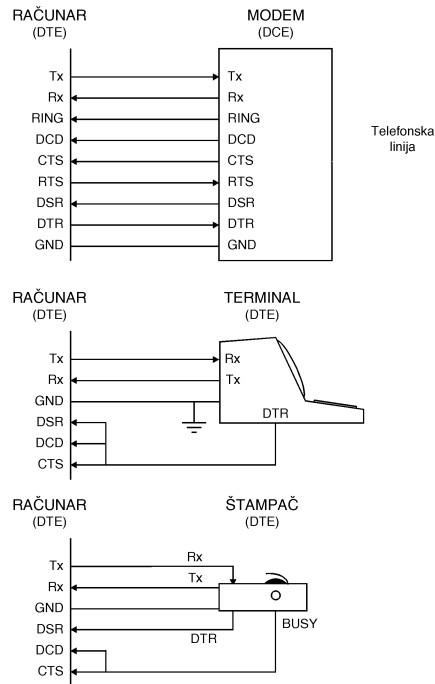 RAČUNAR MODEM
(DTE) (DCE)
Tx Tx
Rx Rx
RING RING
DCD DCD
CTS CTS
RTS RTS
DSR DSR
DTR DTR
GND GND
Telefonska
linija
RAČUNAR TERMINAL
(DTE) (DTE)
Tx Rx
Rx Tx
GND
DSR DTR
DCD
CTS
RAČUNAR ŠTAMPAČ
(DTE) (DTE)
Tx Rx
Rx Tx
GND
DSR DTR BUSY
DCD
CTS